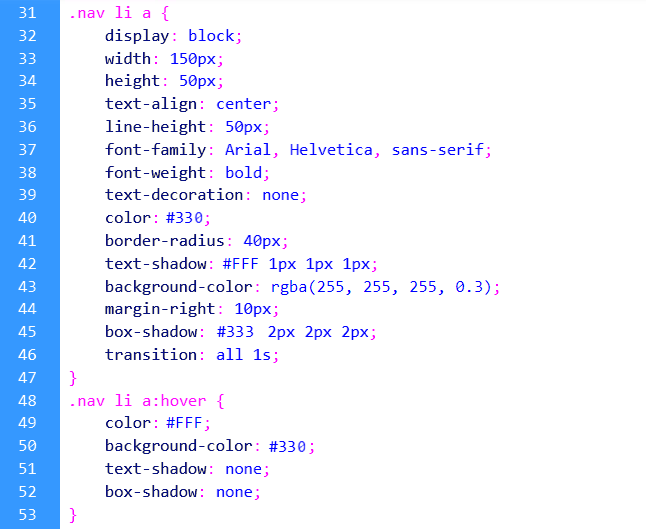 31 .nav li a {
32     display: block;
33     width: 150px;
34     height: 50px;
35     text-align: center;
36     line-height: 50px;
37     font-family: Arial, Helvetica, sans-serif;
38     font-weight: bold;
39     text-decoration: none;
40     color: #330;
41     border-radius: 40px;
42     text-shadow: #FFF 1px 1px 1px;
43     background-color: rgba(255, 255, 255, 0.3);
44     margin-right: 10px;
45     box-shadow: #333 2px 2px 2px;
46     transition: all 1s;
47 }
48 .nav li a:hover {
49     color: #FFF;
50     background-color: #330;
51     text-shadow: none;
52     box-shadow: none;
53 }